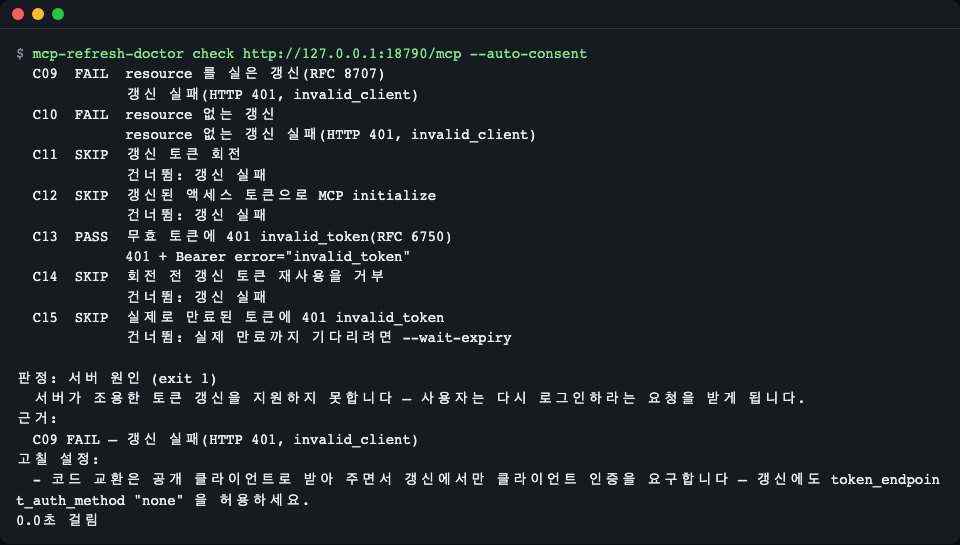 $ mcp-refresh-doctor check http://127.0.0.1:18790/mcp --auto-consent
C09 FAIL resource 를 실은 갱신(RFC 8707)
갱신 실패(HTTP 401, invalid_client)
C10 FAIL resource 없는 갱신
resource 없는 갱신 실패(HTTP 401, invalid_client)
C11 SKIP 갱신 토큰 회전
건너뜀: 갱신 실패
C12 SKIP 갱신된 액세스 토큰으로 MCP initialize
건너뜀: 갱신 실패
C13 PASS 무효 토큰에 401 invalid_token(RFC 6750)
401 + Bearer error="invalid_token"
C14 SKIP 회전 전 갱신 토큰 재사용을 거부
건너뜀: 갱신 실패
C15 SKIP 실제로 만료된 토큰에 401 invalid_token
건너뜀: 실제 만료까지 기다리려면 --wait-expiry
판정: 서버 원인 (exit 1)
서버가 조용한 토큰 갱신을 지원하지 못합니다 — 사용자는 다시 로그인하라는 요청을 받게 됩니다.
근거:
C09 FAIL — 갱신 실패(HTTP 401, invalid_client)
고칠 설정:
- 코드 교환은 공개 클라이언트로 받아 주면서 갱신에서만 클라이언트 인증을 요구합니다 — 갱신에도 token_endpoin
t_auth_method "none" 을 허용하세요.
0.0초 걸림